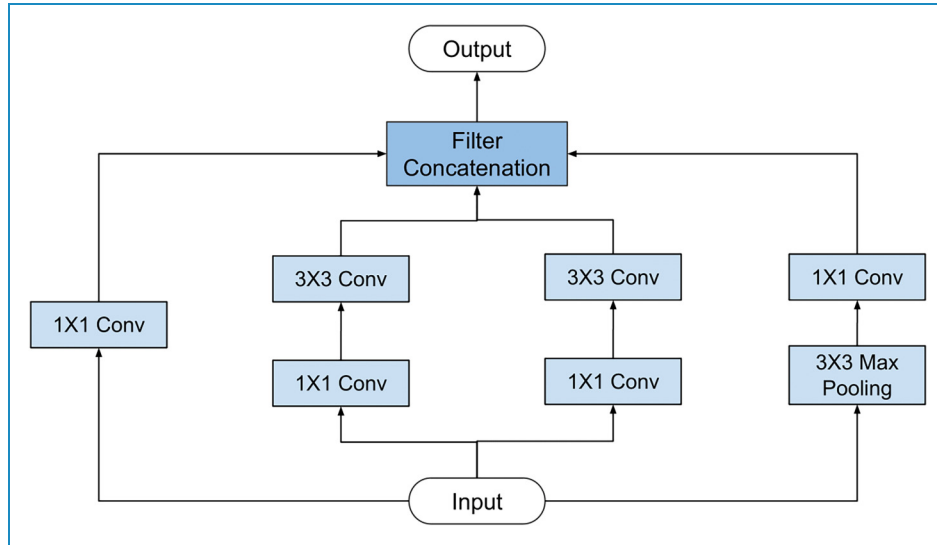 Output
Filter
Concatenation
3X3 Conv
3X3 Conv
1X1 Conv
1X1 Conv
1X1 Conv
1X1 Conv
3X3 Max
Pooling
Input